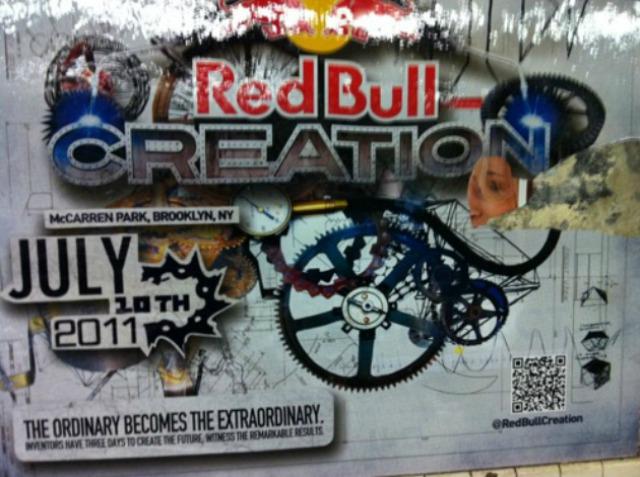 Red Bull
CREATION
McCARREN PARK, BROOKLYN, NY
JULY
10TH
2011
THE ORDINARY BECOMES THE EXTRAORDINARY.
INVENTORS HAVE THREE DAYS TO CREATE THE FUTURE, WITNESS THE REMARKABLE RESULTS.
@RedBullCreation